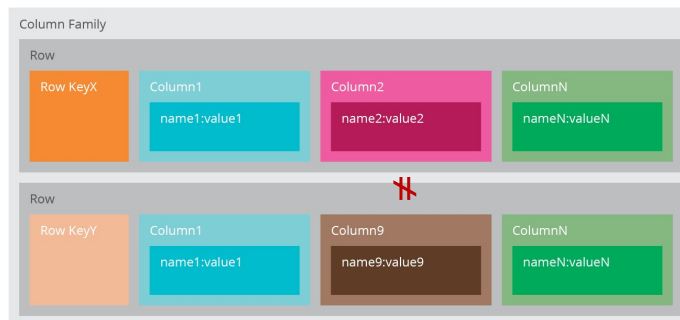 Column Family
Row
Row KeyX
Column1
name1:value1
Column2
name2:value2
ColumnN
nameN:valueN
Row
Row KeyY
Column1
name1:value1
Column9
name9:value9
ColumnN
nameN:valueN